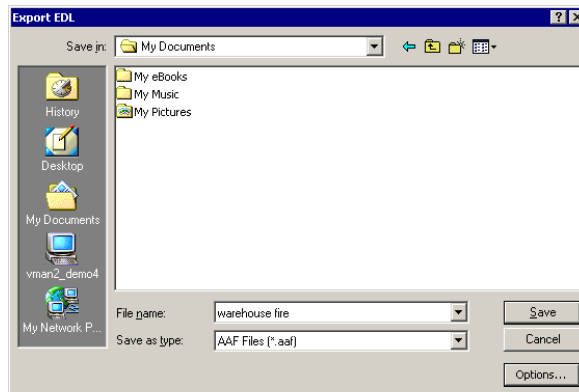 Export EDL
Save in: My Documents
My eBooks
My Music
My Pictures
History
Desktop
My Documents
vman2_demo4
My Network P...
File name: warehouse fire
Save as type: AAF Files (*.aaf)
Save
Cancel
Options...